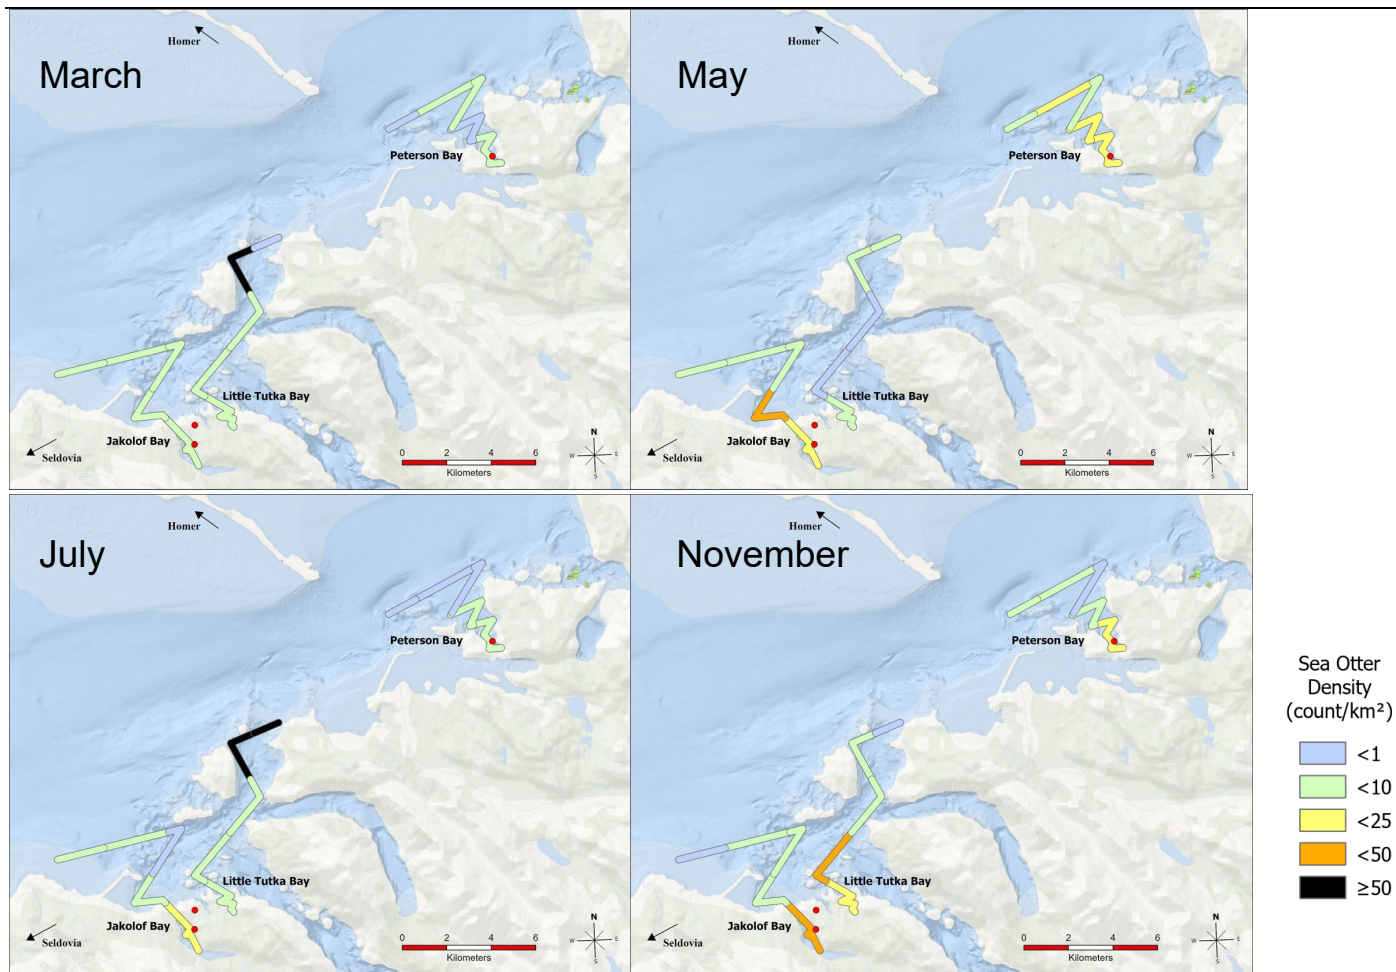 March
Homer
Peterson Bay
Little Tutka Bay
Jakolof Bay
Seldovia
0 2 4 6
Kilometers
N
W E
S
May
Homer
Peterson Bay
Little Tutka Bay
Jakolof Bay
Seldovia
0 2 4 6
Kilometers
N
W E
S
July
Homer
Peterson Bay
Little Tutka Bay
Jakolof Bay
Seldovia
0 2 4 6
Kilometers
N
W E
S
November
Homer
Peterson Bay
Little Tutka Bay
Jakolof Bay
Seldovia
0 2 4 6
Kilometers
N
W E
S
Sea Otter
Density
(count/km²)
<1
<10
<25
<50
≥50